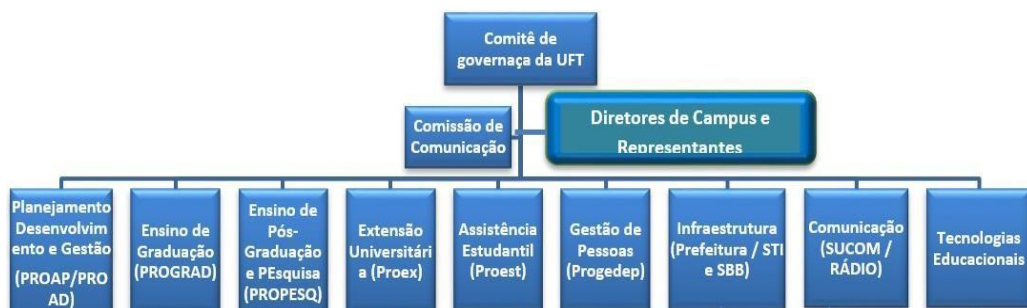 Comitê de
governaça da UFT
Comissão de
Comunicação
Diretores de Campus e
Representantes
Planejamento
Desenvolvim
ento e Gestão
(PROAP/PRO
AD)
Ensino de
Graduação
(PROGRAD)
Ensino de
Pós-
Graduação
e PEsquisa
(PROPESQ)
Extensão
Universitári
a (Proex)
Assistência
Estudantil
(Proest)
Gestão de
Pessoas
(Progedep)
Infraestrutura
(Prefeitura / STI
e SBB)
Comunicação
(SUCOM /
RÁDIO)
Tecnologias
Educacionais